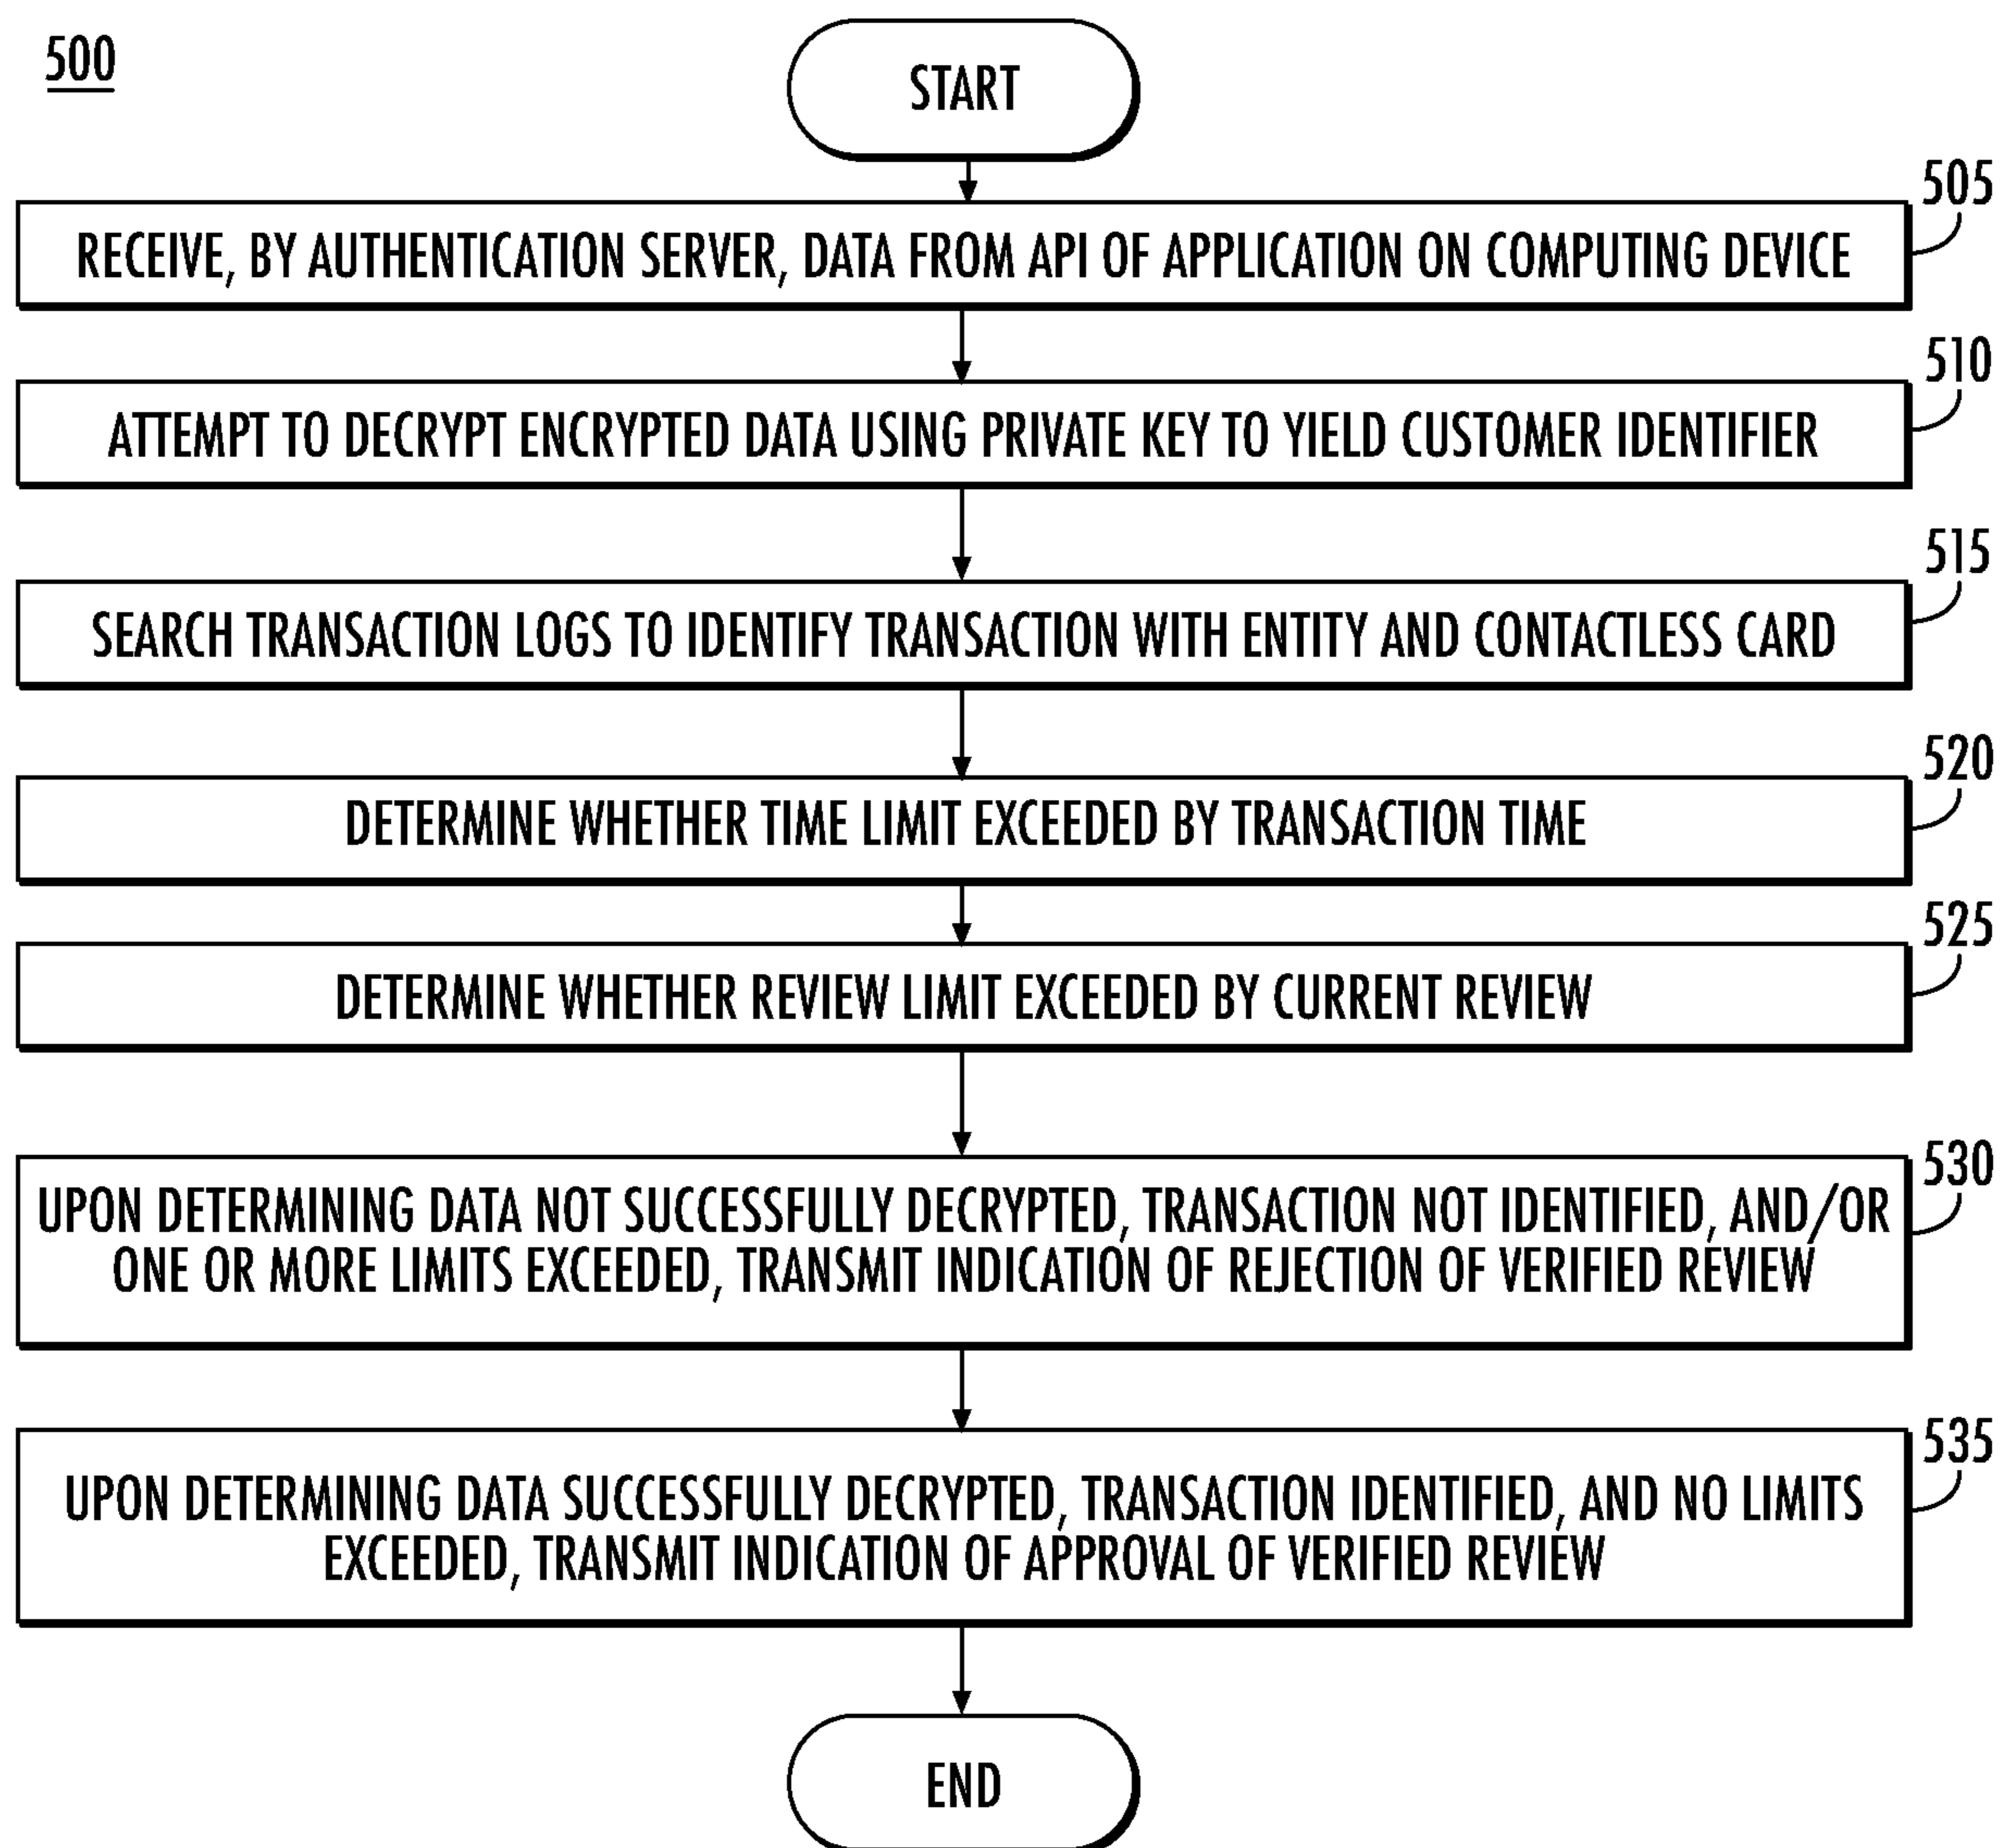 500
START
505
RECEIVE, BY AUTHENTICATION SERVER, DATA FROM API OF APPLICATION ON COMPUTING DEVICE
510
ATTEMPT TO DECRYPT ENCRYPTED DATA USING PRIVATE KEY TO YIELD CUSTOMER IDENTIFIER
515
SEARCH TRANSACTION LOGS TO IDENTIFY TRANSACTION WITH ENTITY AND CONTACTLESS CARD
520
DETERMINE WHETHER TIME LIMIT EXCEEDED BY TRANSACTION TIME
525
DETERMINE WHETHER REVIEW LIMIT EXCEEDED BY CURRENT REVIEW
530
UPON DETERMINING DATA NOT SUCCESSFULLY DECRYPTED, TRANSACTION NOT IDENTIFIED, AND/OR
ONE OR MORE LIMITS EXCEEDED, TRANSMIT INDICATION OF REJECTION OF VERIFIED REVIEW
535
UPON DETERMINING DATA SUCCESSFULLY DECRYPTED, TRANSACTION IDENTIFIED, AND NO LIMITS
EXCEEDED, TRANSMIT INDICATION OF APPROVAL OF VERIFIED REVIEW
END